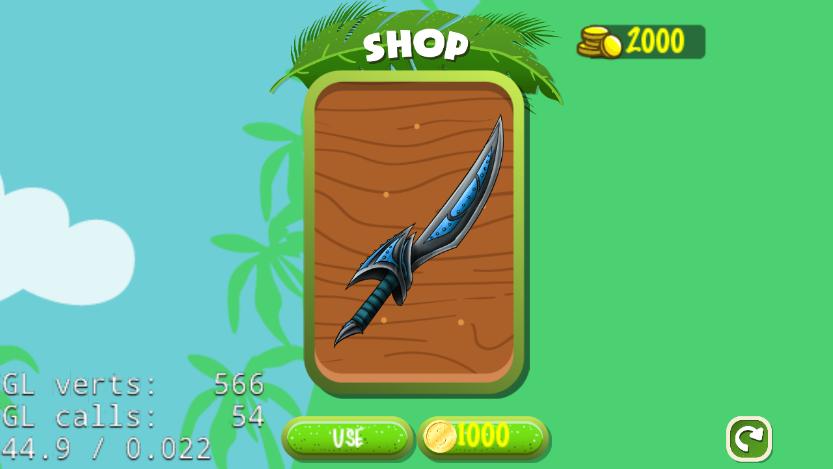 SHOP
2000
GL verts: 566
GL calls: 54
44.9 / 0.022
USE
1000